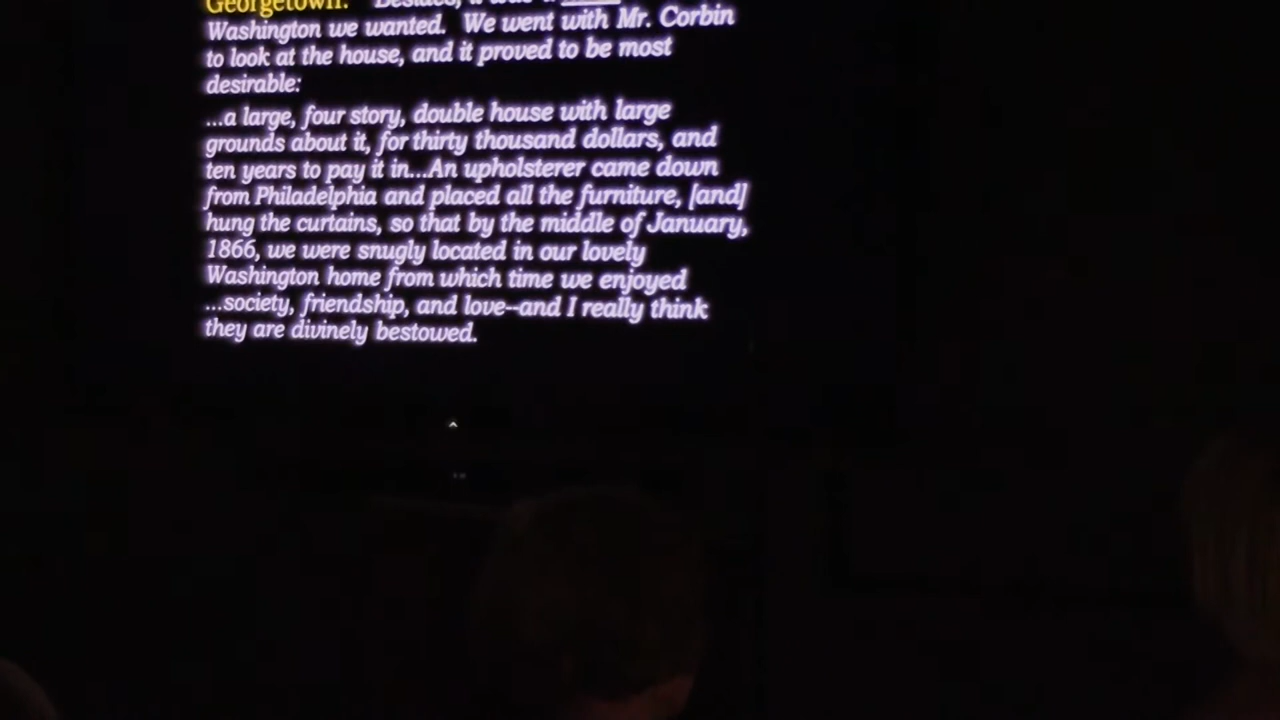 Georgetown. Besides, it was a
Washington we wanted. We went with Mr. Corbin
to look at the house, and it proved to be most
desirable:
...a large, four story, double house with large
grounds about it, for thirty thousand dollars, and
ten years to pay it in...An upholsterer came down
from Philadelphia and placed all the furniture, [and]
hung the curtains, so that by the middle of January,
1866, we were snugly located in our lovely
Washington home from which time we enjoyed
...society, friendship, and love--and I really think
they are divinely bestowed.